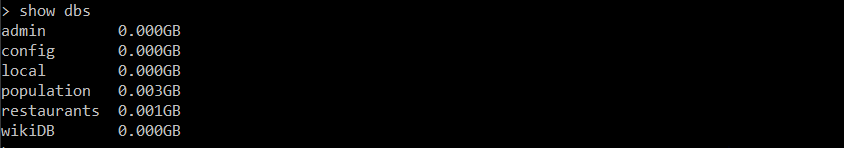 > show dbs
admin        0.000GB
config       0.000GB
local        0.000GB
population   0.003GB
restaurants  0.001GB
wikiDB       0.000GB